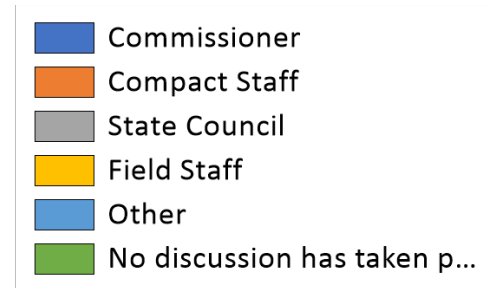 Commissioner
Compact Staff
State Council
Field Staff
Other
No discussion has taken p...